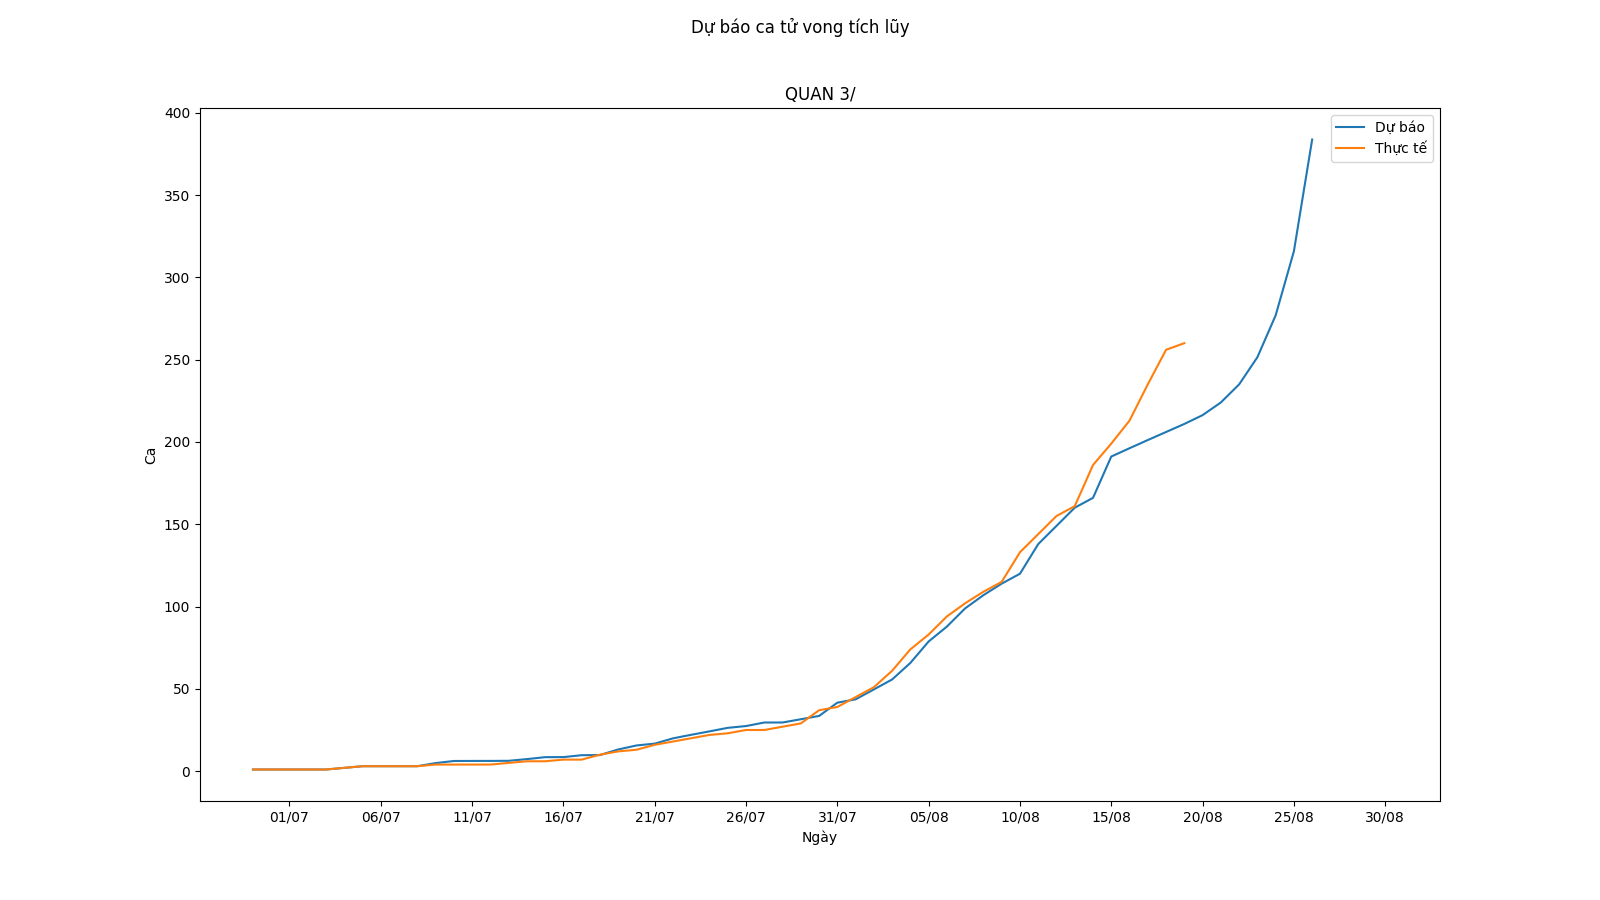 Dự báo ca tử vong tích lũy
QUAN 3/
Dự báo
Thực tế
400
350
300
250
200
150
100
50
0
Ca
01/07 06/07 11/07 16/07 21/07 26/07 31/07 05/08 10/08 15/08 20/08 25/08 30/08
Ngày